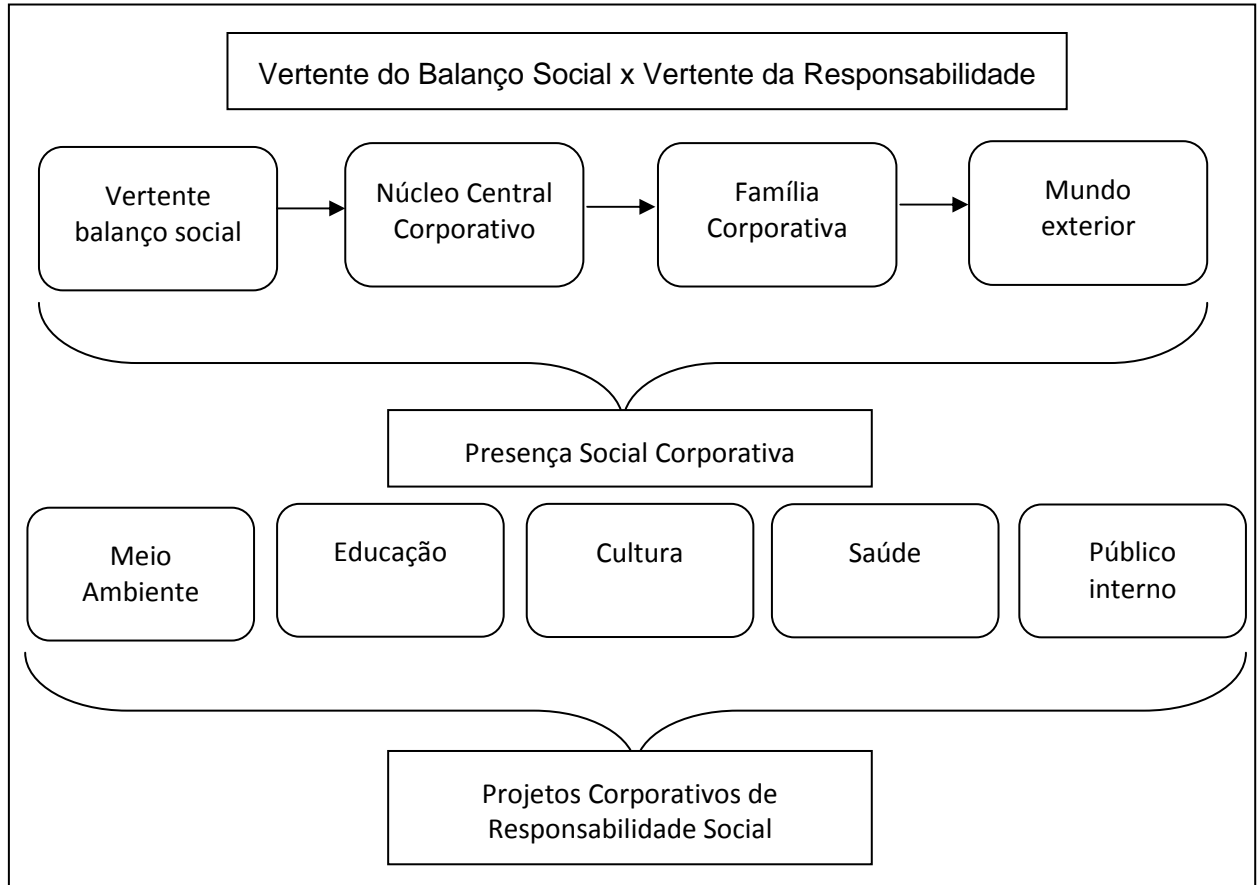 Vertente do Balanço Social x Vertente da Responsabilidade
Vertente
balanço social
Núcleo Central
Corporativo
Família
Corporativa
Mundo
exterior
Presença Social Corporativa
Meio
Ambiente
Educação
Cultura
Saúde
Público
interno
Projetos Corporativos de
Responsabilidade Social